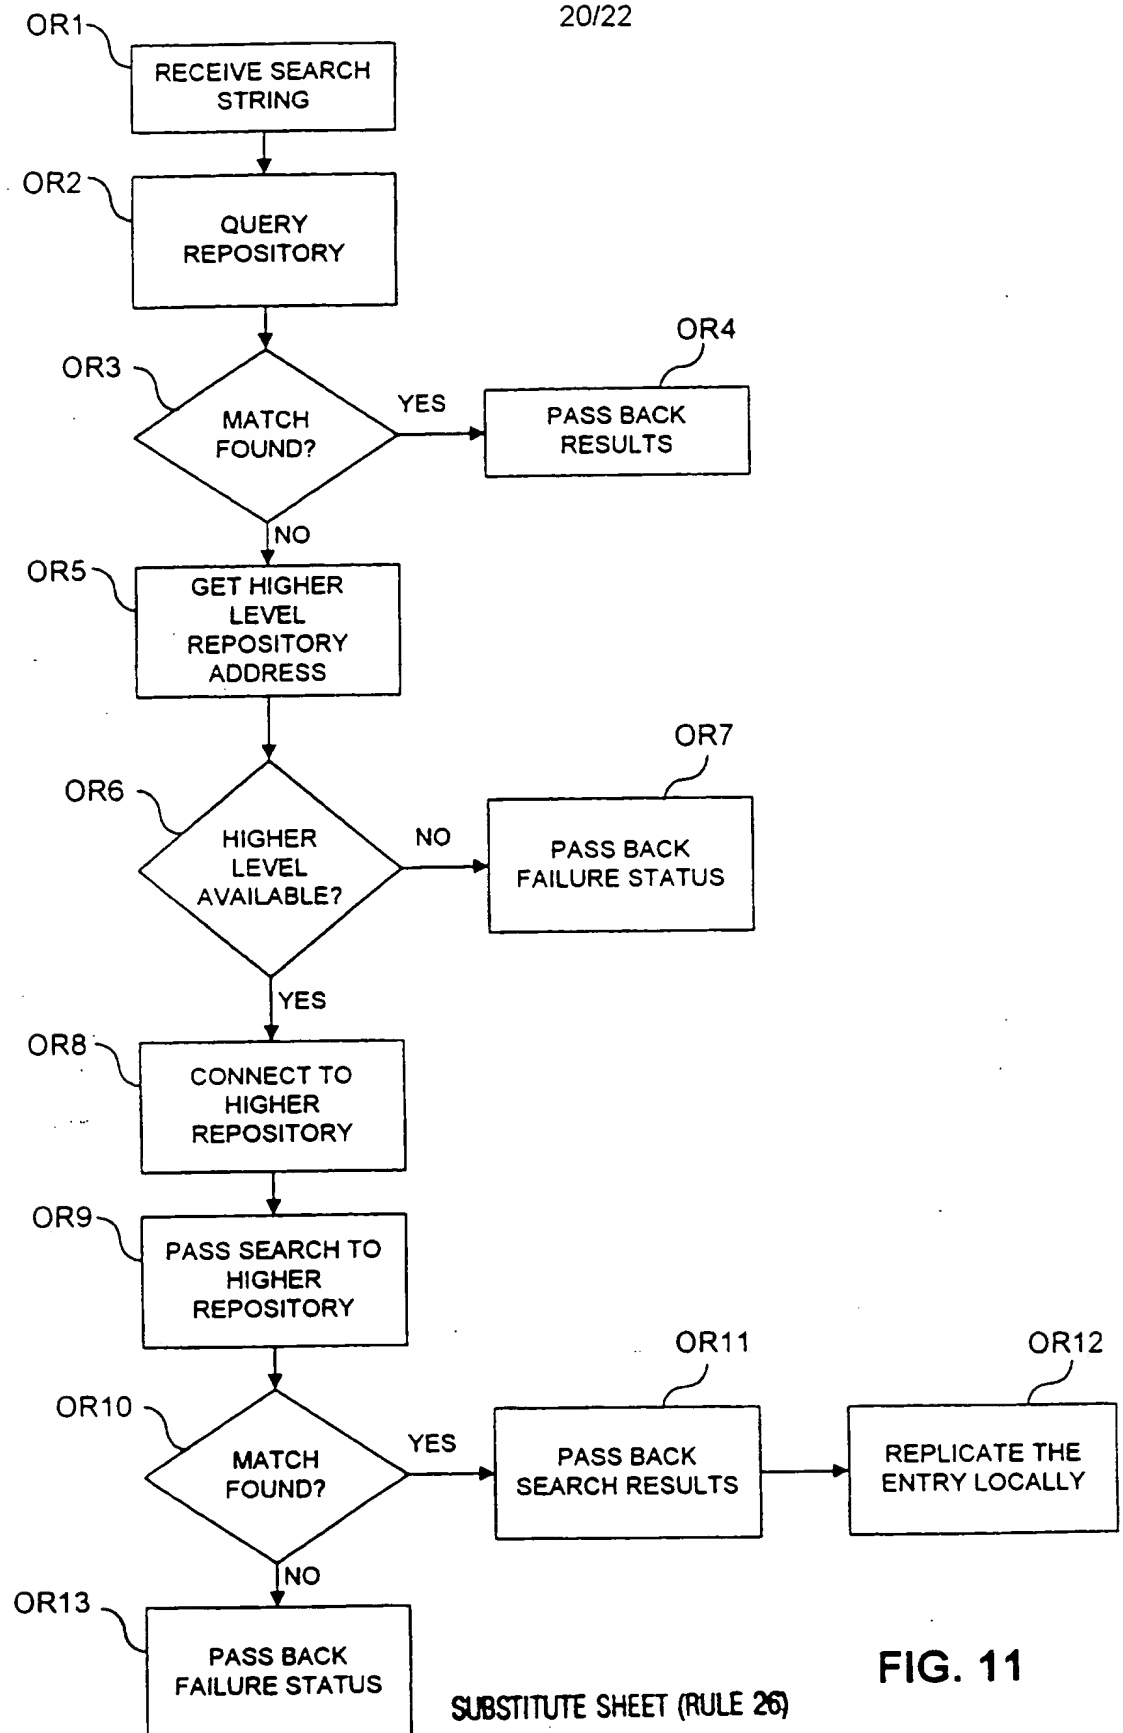 20/22
OR1
RECEIVE SEARCH
STRING
OR2
QUERY
REPOSITORY
OR3
MATCH
FOUND?
YES
OR4
PASS BACK
RESULTS
NO
OR5
GET HIGHER
LEVEL
REPOSITORY
ADDRESS
OR6
HIGHER
LEVEL
AVAILABLE?
NO
OR7
PASS BACK
FAILURE STATUS
YES
OR8
CONNECT TO
HIGHER
REPOSITORY
OR9
PASS SEARCH TO
HIGHER
REPOSITORY
OR10
MATCH
FOUND?
YES
OR11
PASS BACK
SEARCH RESULTS
OR12
REPLICATE THE
ENTRY LOCALLY
NO
OR13
PASS BACK
FAILURE STATUS
FIG. 11
SUBSTITUTE SHEET (RULE 26)